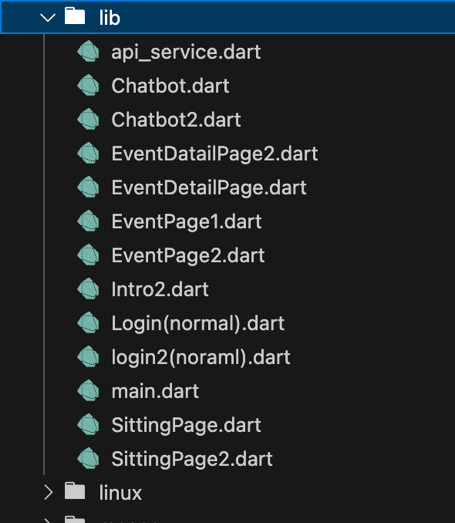 lib
api_service.dart
Chatbot.dart
Chatbot2.dart
EventDatailPage2.dart
EventDetailPage.dart
EventPage1.dart
EventPage2.dart
Intro2.dart
Login(normal).dart
login2(noraml).dart
main.dart
SittingPage.dart
SittingPage2.dart
linux